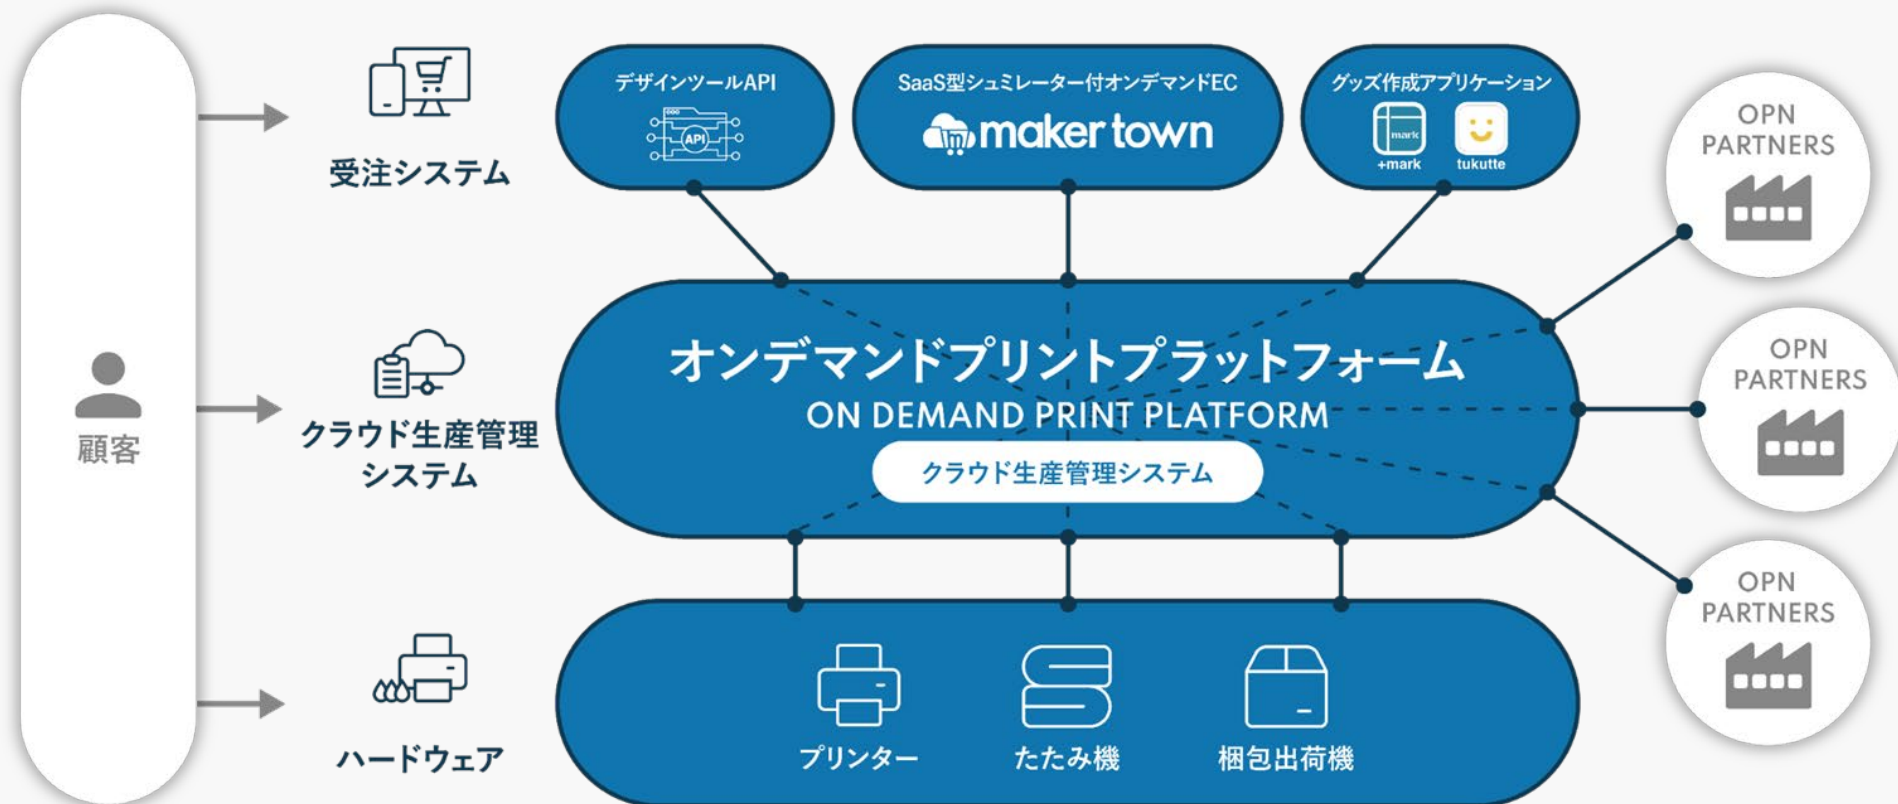 顧客
受注システム
クラウド生産管理
システム
ハードウェア
デザインツールAPI
API
SaaS型シュミレーター付オンデマンドEC
m maker town
グッズ作成アプリケーション
mark
+mark
tukutte
オンデマンドプリントプラットフォーム
ON DEMAND PRINT PLATFORM
クラウド生産管理システム
プリンター
たたみ機
梱包出荷機
OPN
PARTNERS
OPN
PARTNERS
OPN
PARTNERS